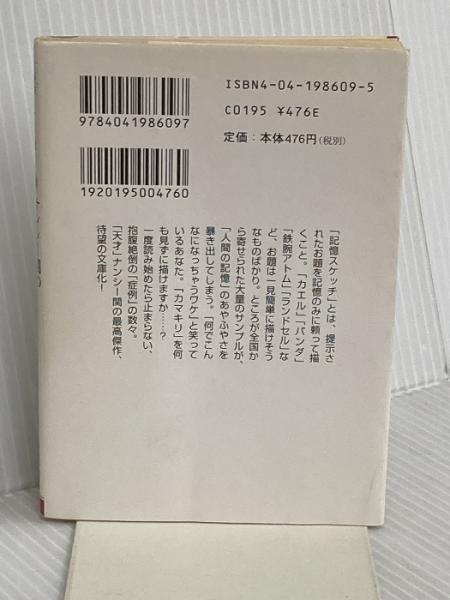 ISBN4-04-198609-5
C0195 ¥476E
定価：本体476円(税別)
9784041986097
1920195004760
「記憶スケッチ」とは、提示さ
れたお題を記憶のみに頼って描
くこと。「カエル」「パンダ」
「鉄腕アトム」「ランドセル」な
ど、お題は一見簡単に描けそう
なものばかり。ところが全国か
ら寄せられた大量のサンプルが、
「人間の記憶」のあやふやさを
暴き出してしまう。「何でこん
なになっちゃうワケ」と笑って
いるあなた。「カマキリ」を何
も見ずに描けますか……？
一度読み始めたら止まらない、
抱腹絶倒の「症例」の数々。
「天才」ナンシー関の最高傑作、
待望の文庫化！